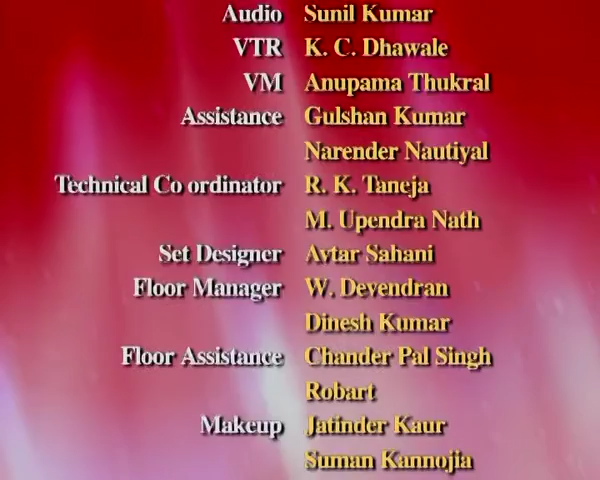 Audio Sunil Kumar
VTR K. C. Dhawale
VM Anupama Thukral
Assistance Gulshan Kumar
Narender Nautiyal
Technical Co ordinator R. K. Taneja
M. Upendra Nath
Set Designer Avtar Sahani
Floor Manager W. Devendran
Dinesh Kumar
Floor Assistance Chander Pal Singh
Robart
Makeup Jatinder Kaur
Suman Kannojia